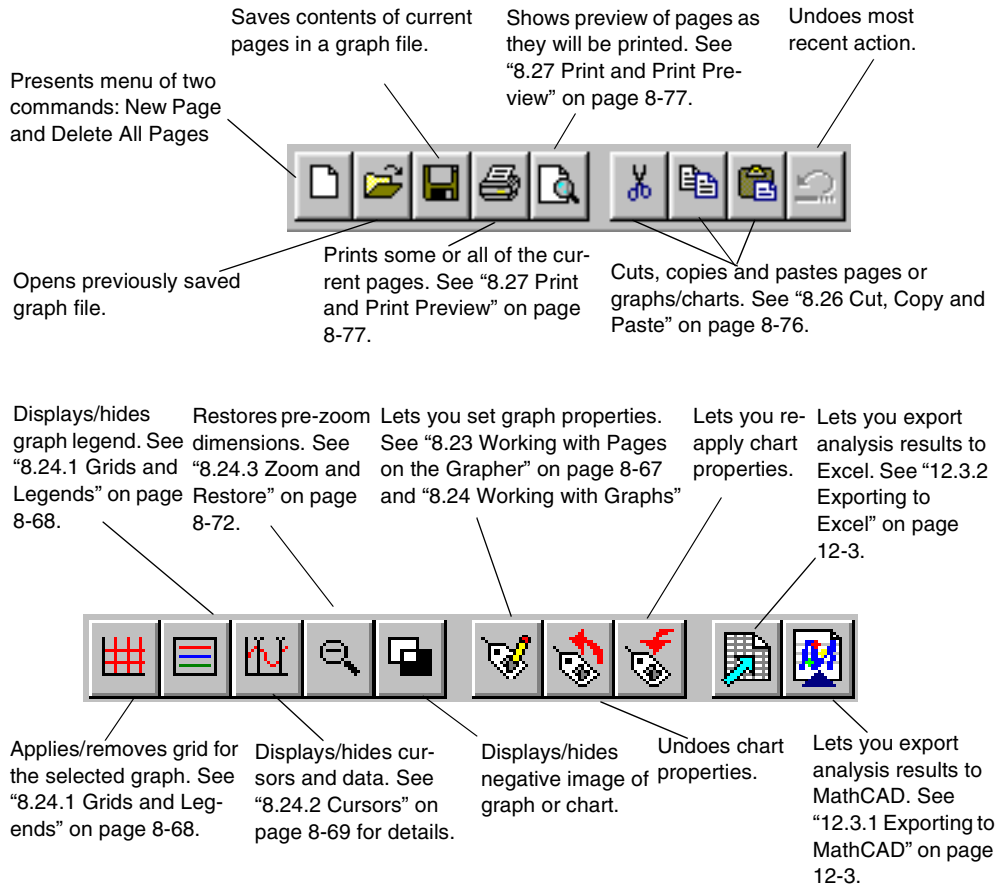 Saves contents of current
pages in a graph file.
Shows preview of pages as
they will be printed. See
“8.27 Print and Print Pre-
view” on page 8-77.
Undoes most
recent action.
Presents menu of two
commands: New Page
and Delete All Pages
Opens previously saved
graph file.
Prints some or all of the cur-
rent pages. See “8.27 Print
and Print Preview” on page
8-77.
Cuts, copies and pastes pages or
graphs/charts. See “8.26 Cut, Copy and
Paste” on page 8-76.
Displays/hides
graph legend. See
“8.24.1 Grids and
Legends” on page
8-68.
Restores pre-zoom
dimensions. See
“8.24.3 Zoom and
Restore” on page
8-72.
Lets you set graph properties.
See “8.23 Working with Pages
on the Grapher” on page 8-67
and “8.24 Working with Graphs”
Lets you re-
apply chart
properties.
Lets you export
analysis results to
Excel. See “12.3.2
Exporting to
Excel” on page
12-3.
Applies/removes grid for
the selected graph. See
“8.24.1 Grids and Leg-
ends” on page 8-68.
Displays/hides cur-
sors and data. See
“8.24.2 Cursors” on
page 8-69 for details.
Displays/hides
negative image of
graph or chart.
Undoes chart
properties.
Lets you export
analysis results to
MathCAD. See
“12.3.1 Exporting to
MathCAD” on page
12-3.